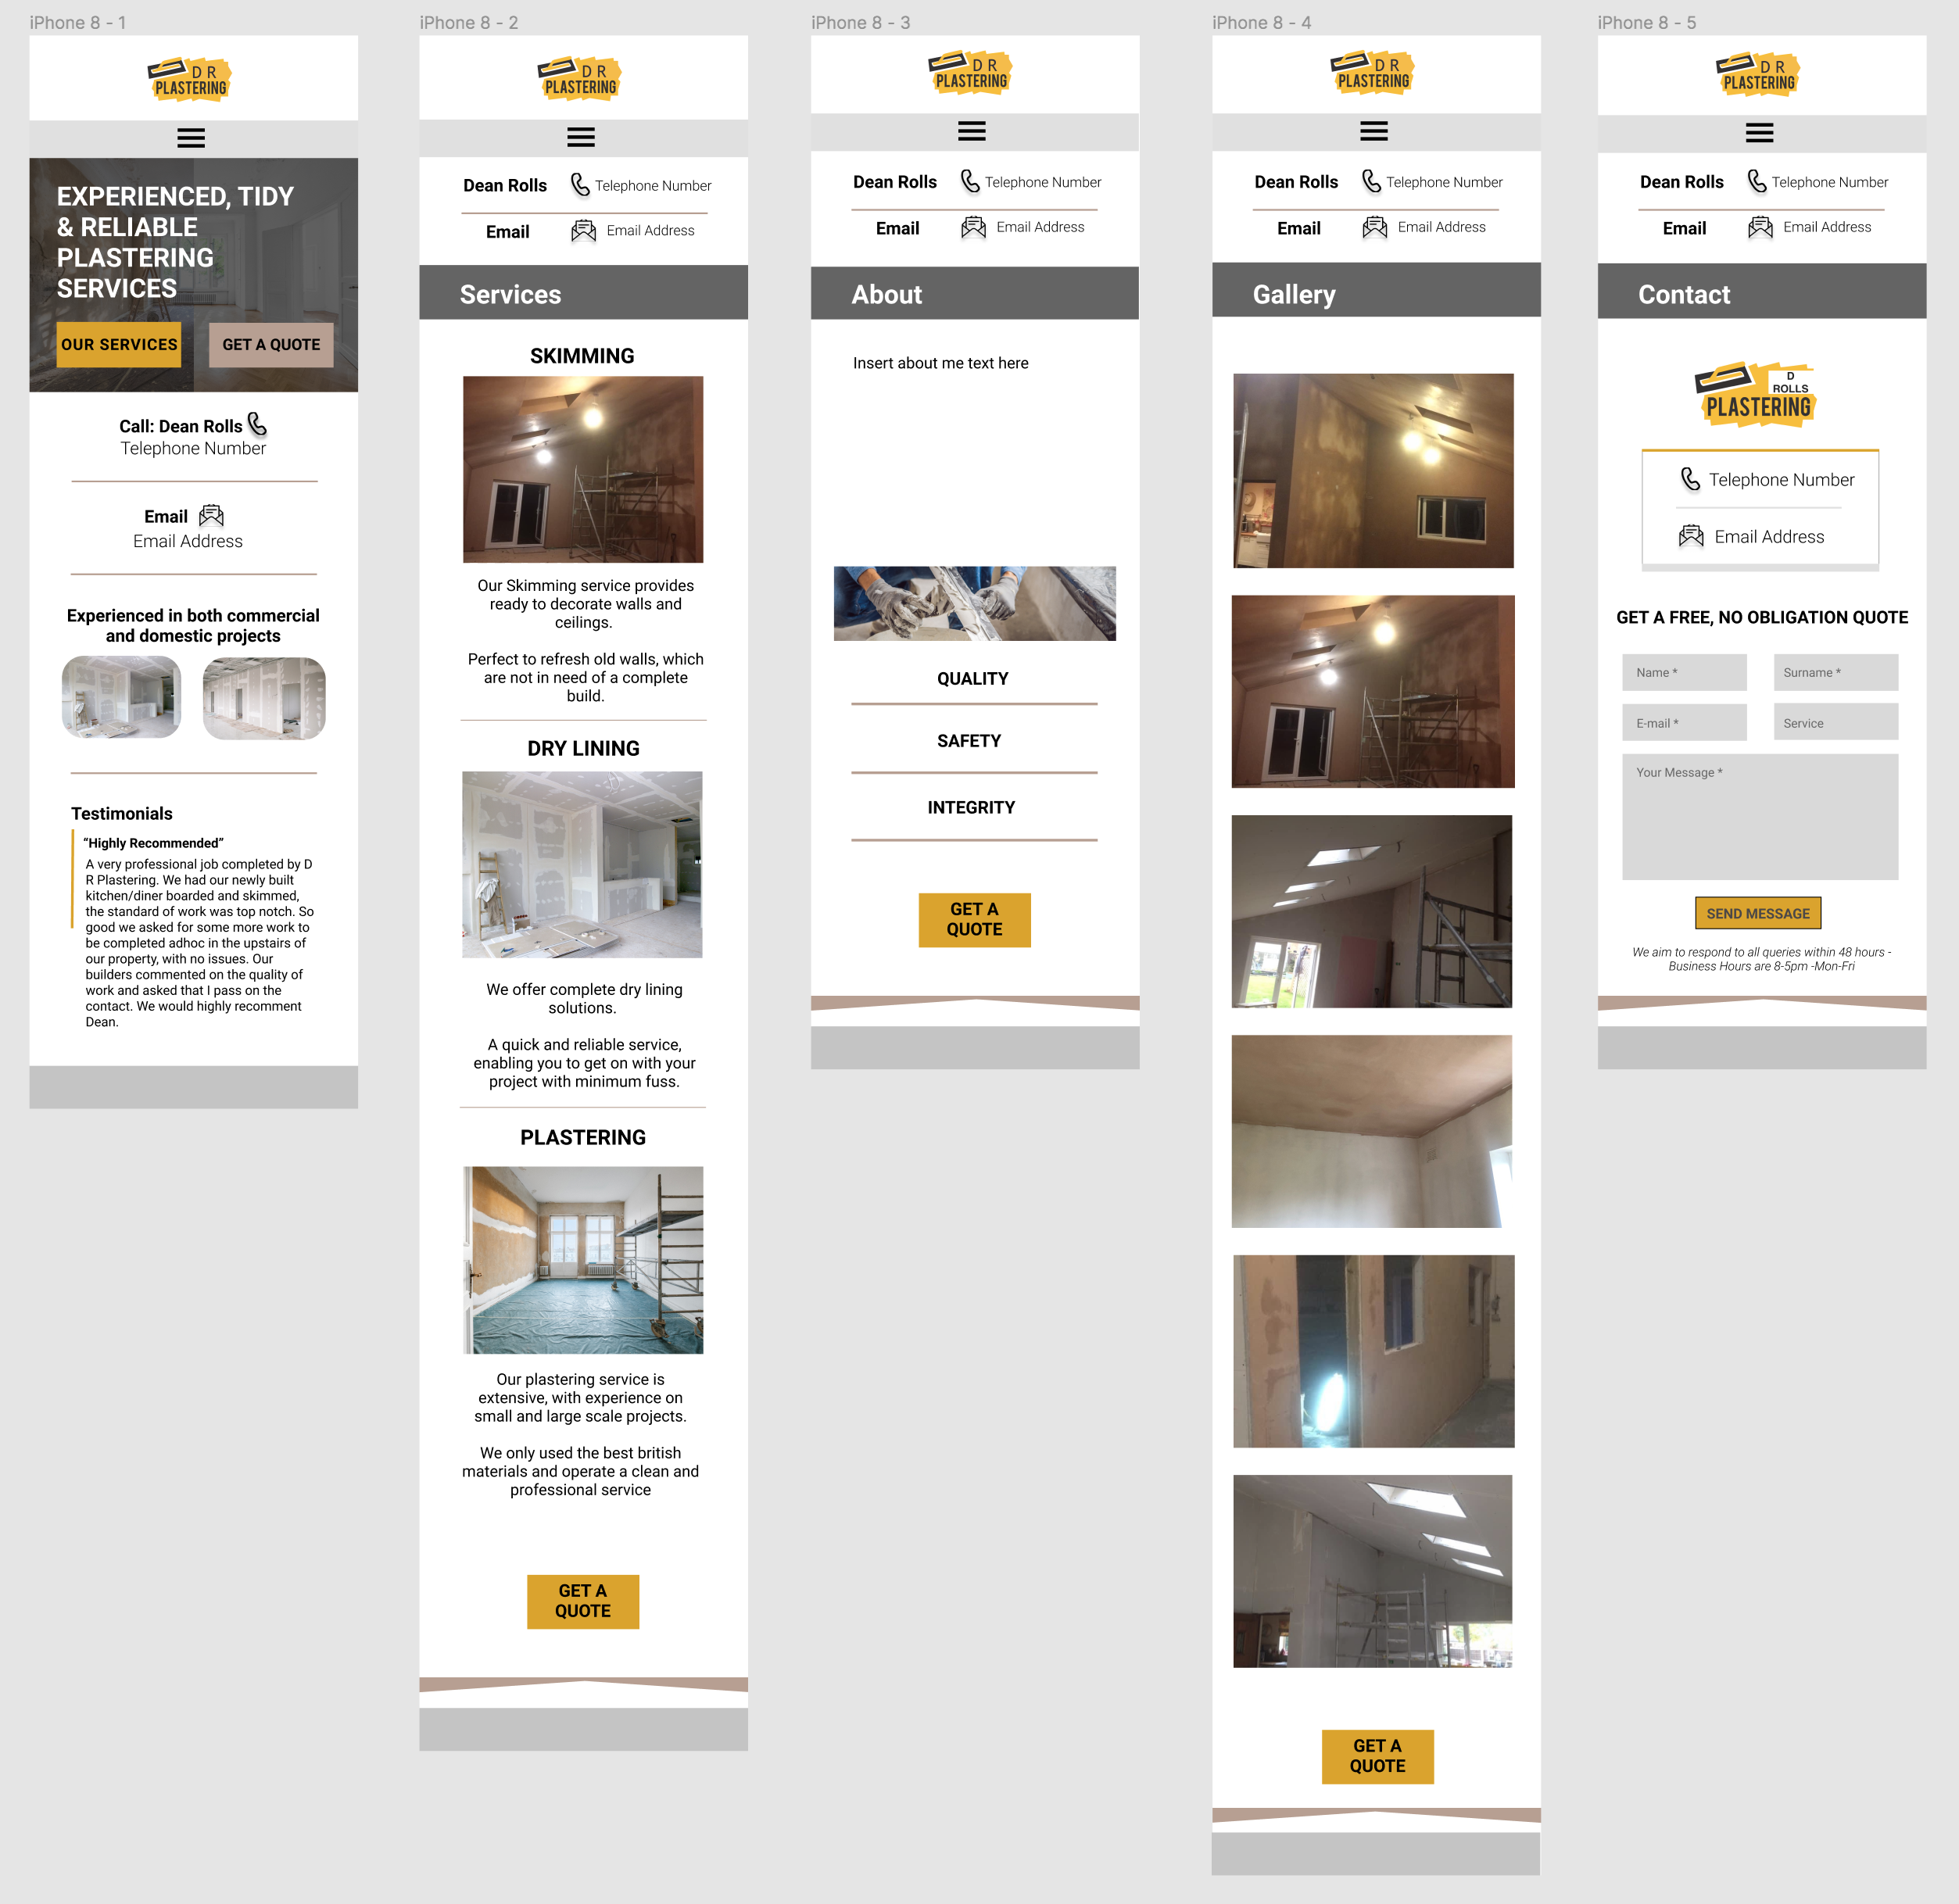 iPhone 8 - 1
D R
PLASTERING
EXPERIENCED, TIDY
& RELIABLE
PLASTERING
SERVICES
OUR SERVICES
GET A QUOTE
Call: Dean Rolls
Telephone Number
Email
Email Address
Experienced in both commercial
and domestic projects
Testimonials
“Highly Recommended”
A very professional job completed by D
R Plastering. We had our newly built
kitchen/diner boarded and skimmed,
the standard of work was top notch. So
good we asked for some more work to
be completed adhoc in the upstairs of
our property, with no issues. Our
builders commented on the quality of
work and asked that I pass on the
contact. We would highly recomment
Dean.
iPhone 8 - 2
D R
PLASTERING
Dean Rolls
Telephone Number
Email
Email Address
Services
SKIMMING
Our Skimming service provides
ready to decorate walls and
ceilings.
Perfect to refresh old walls, which
are not in need of a complete
build.
DRY LINING
We offer complete dry lining
solutions.
A quick and reliable service,
enabling you to get on with your
project with minimum fuss.
PLASTERING
Our plastering service is
extensive, with experience on
small and large scale projects.
We only used the best british
materials and operate a clean and
professional service
GET A
QUOTE
iPhone 8 - 3
D R
PLASTERING
Dean Rolls
Telephone Number
Email
Email Address
About
Insert about me text here
QUALITY
SAFETY
INTEGRITY
GET A
QUOTE
iPhone 8 - 4
D R
PLASTERING
Dean Rolls
Telephone Number
Email
Email Address
Gallery
GET A
QUOTE
iPhone 8 - 5
D R
PLASTERING
Dean Rolls
Telephone Number
Email
Email Address
Contact
D
ROLLS
PLASTERING
Telephone Number
Email Address
GET A FREE, NO OBLIGATION QUOTE
Name *
Surname *
E-mail *
Service
Your Message *
SEND MESSAGE
We aim to respond to all queries within 48 hours -
Business Hours are 8-5pm -Mon-Fri